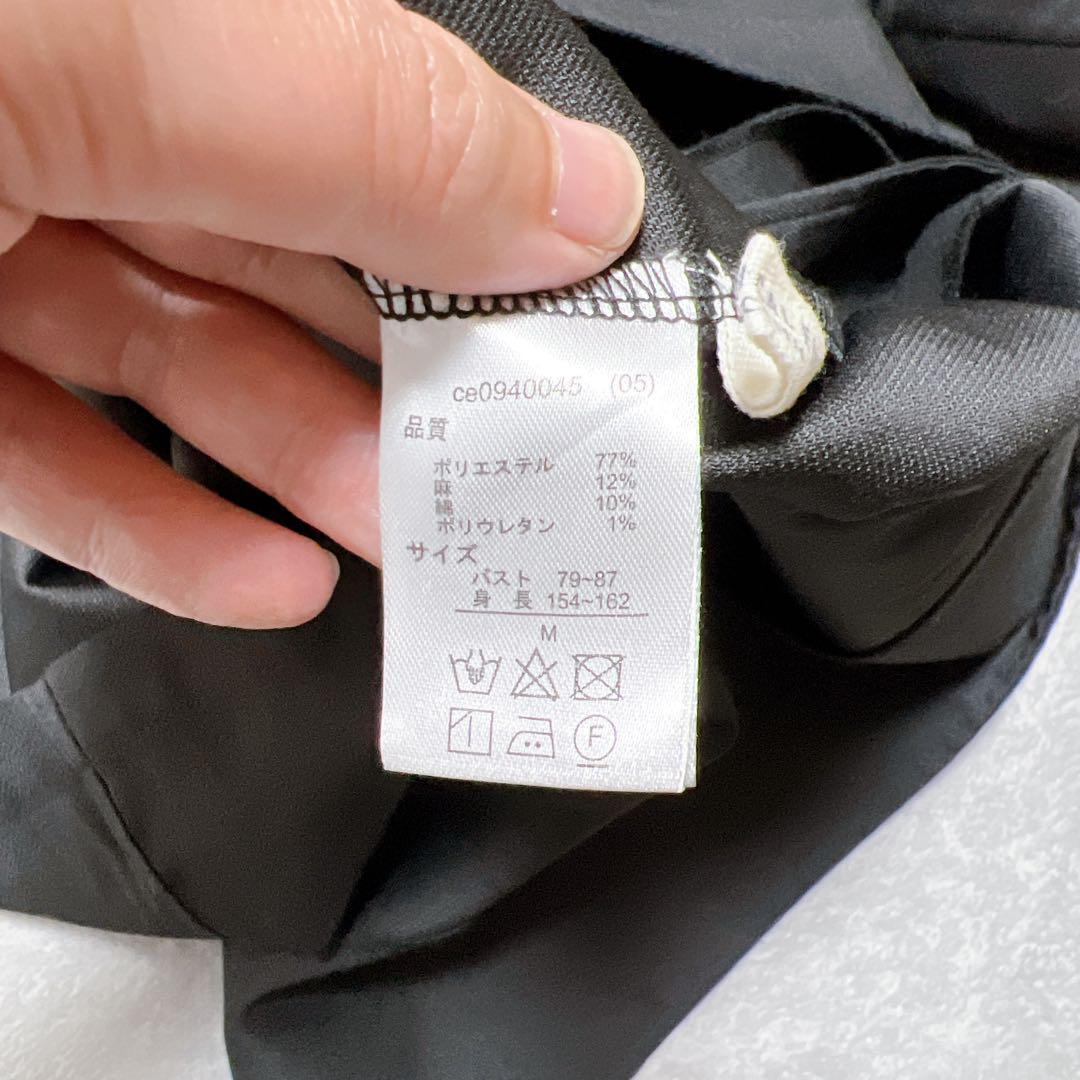 ce0940045 (05)
品質
ポリエステル 77%
麻 12%
綿 10%
ポリウレタン 1%
サイズ
バスト 79~87
身 長 154~162
M
F